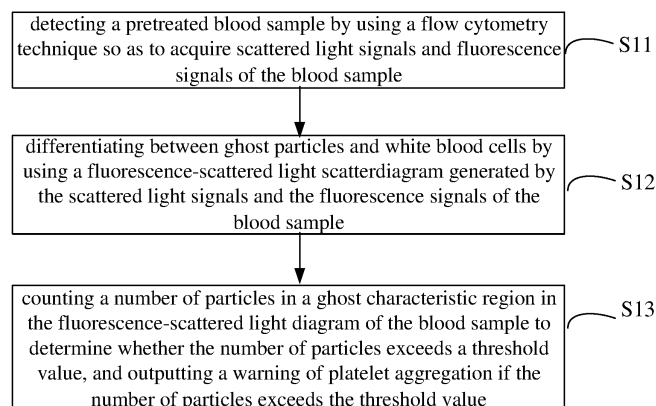 detecting a pretreated blood sample by using a flow cytometry
technique so as to acquire scattered light signals and fluorescence
signals of the blood sample
S11
differentiating between ghost particles and white blood cells by
using a fluorescence-scattered light scatterdiagram generated by
the scattered light signals and the fluorescence signals of the
blood sample
S12
counting a number of particles in a ghost characteristic region in
the fluorescence-scattered light diagram of the blood sample to
determine whether the number of particles exceeds a threshold
value, and outputting a warning of platelet aggregation if the
number of particles exceeds the threshold value
S13